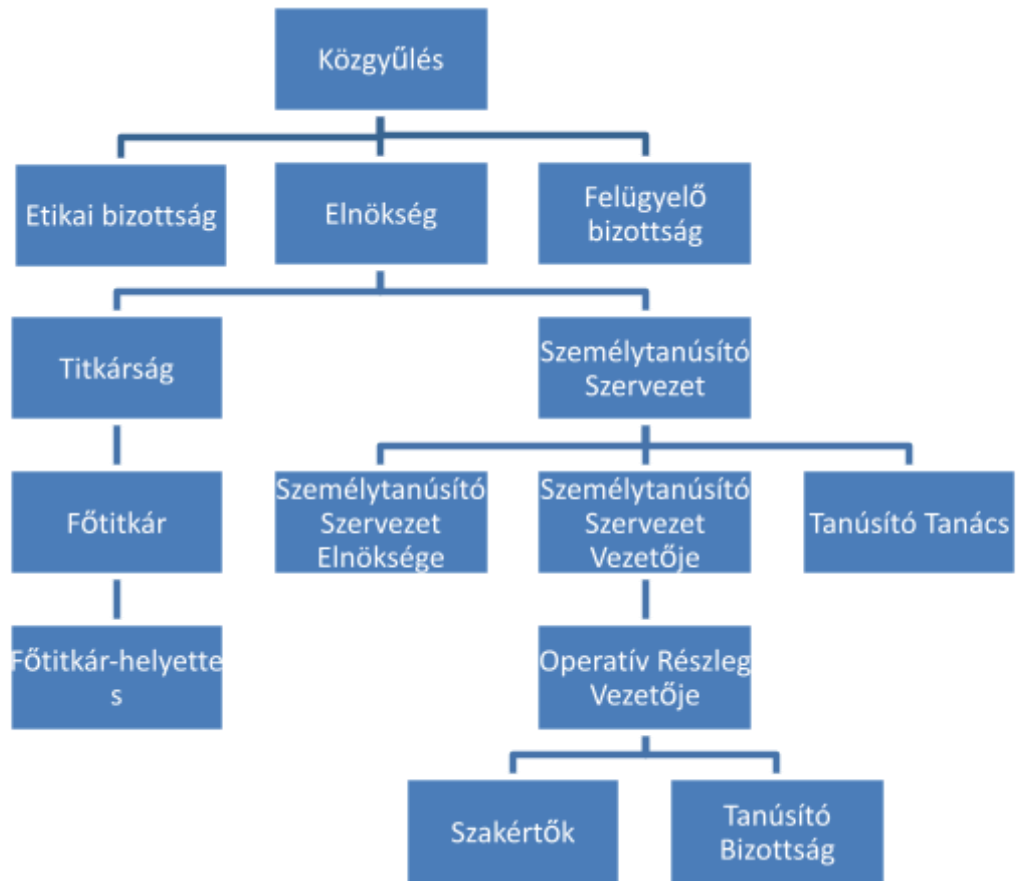 Közgyűlés
Etikai bizottság
Elnökség
Felügyelő
bizottság
Titkárság
Személytanúsító
Szervezet
Főtitkár
Személytanúsító
Szervezet
Elnöksége
Személytanúsító
Szervezet
Vezetője
Tanúsító Tanács
Főtitkár-helyette
s
Operatív Részleg
Vezetője
Szakértők
Tanúsító
Bizottság